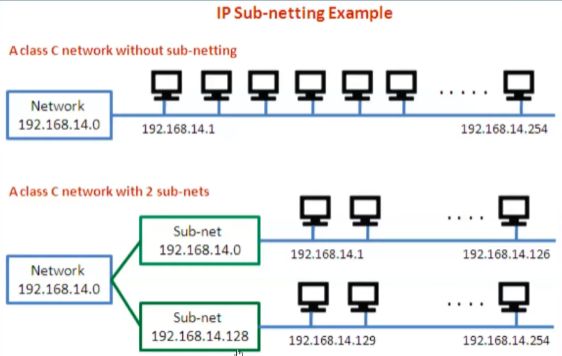 IP Sub-netting Example
A class C network without sub-netting
Network
192.168.14.0
192.168.14.1
192.168.14.254
A class C network with 2 sub-nets
Sub-net
192.168.14.0
192.168.14.1
192.168.14.126
Network
192.168.14.0
Sub-net
192.168.14.128
192.168.14.129
192.168.14.254